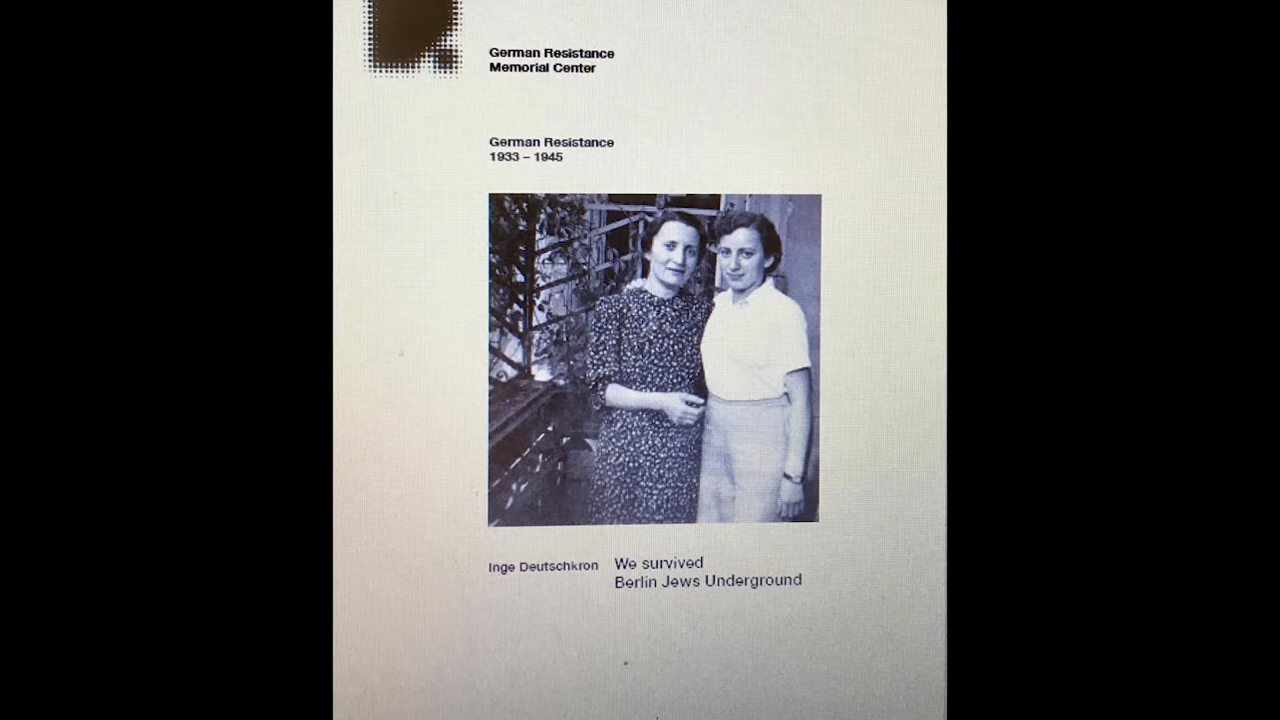 German Resistance
Memorial Center
German Resistance
1933 – 1945
Inge Deutschkron
We survived
Berlin Jews Underground